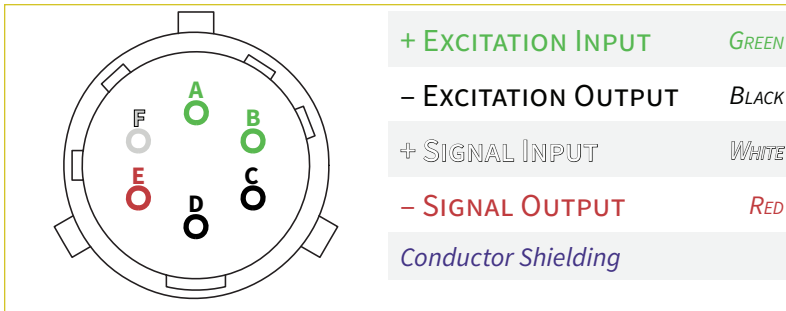 A
F
B
E
C
D
+ Excitation Input Green
– Excitation Output Black
+ Signal Input White
– Signal Output Red
Conductor Shielding